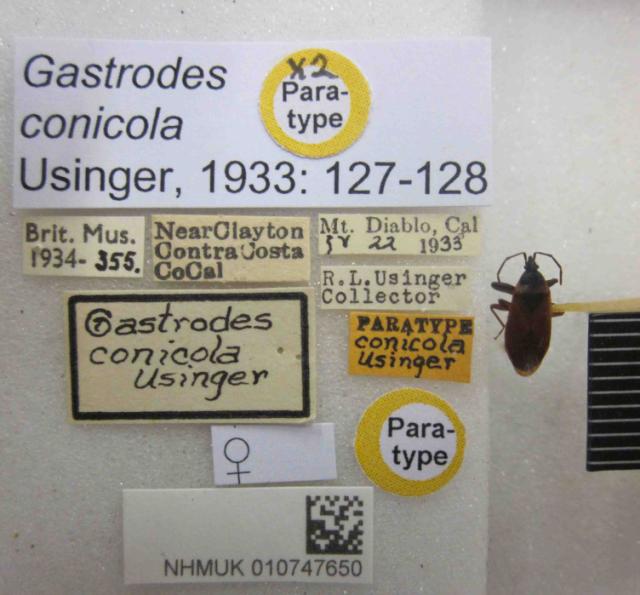 Gastrodes
conicola
Usinger, 1933: 127-128
X2
Para-
type
Brit. Mus.
1934- 355.
Near Clayton
Contra Costa
Co Cal
Mt. Diablo, Cal
22 1933
R.L.Usinger
Collector
Gastrodes
conicola
Usinger
PARATYPE
conicola
Usinger
Para-
type
♀
NHMUK 010747650